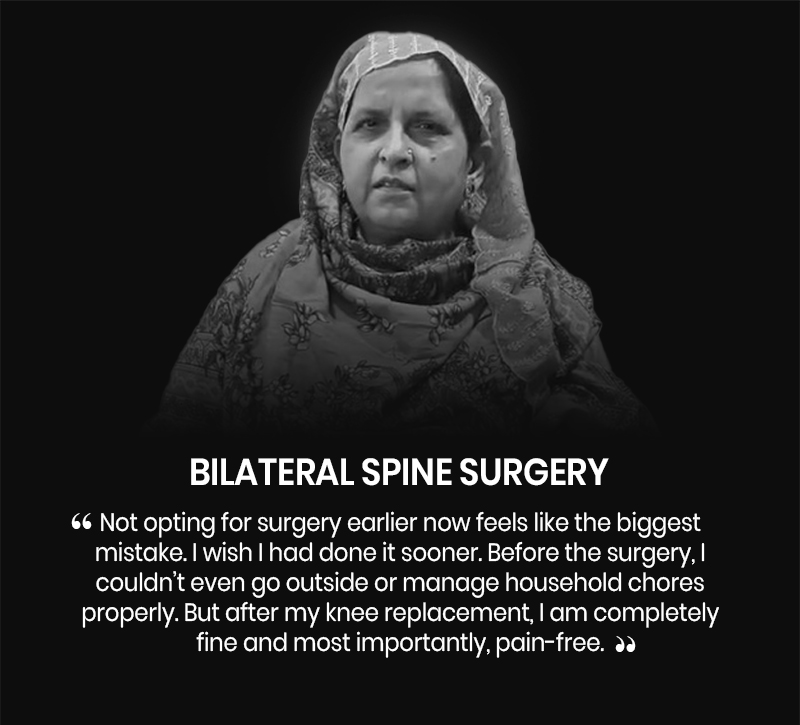 BILATERAL SPINE SURGERY
“ Not opting for surgery earlier now feels like the biggest
mistake. I wish I had done it sooner. Before the surgery, I
couldn’t even go outside or manage household chores
properly. But after my knee replacement, I am completely
fine and most importantly, pain-free. ”